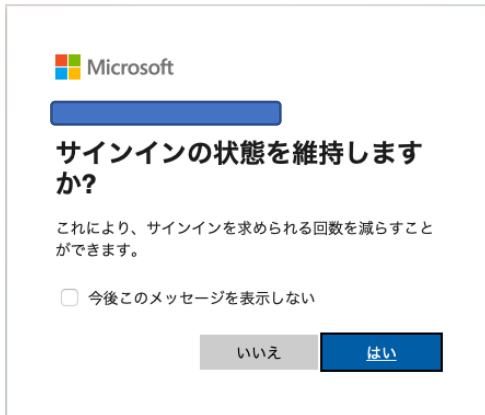 Microsoft
サインインの状態を維持します
か?
これにより、サインインを求められる回数を減らすこと
ができます。
今後このメッセージを表示しない
いいえ
はい